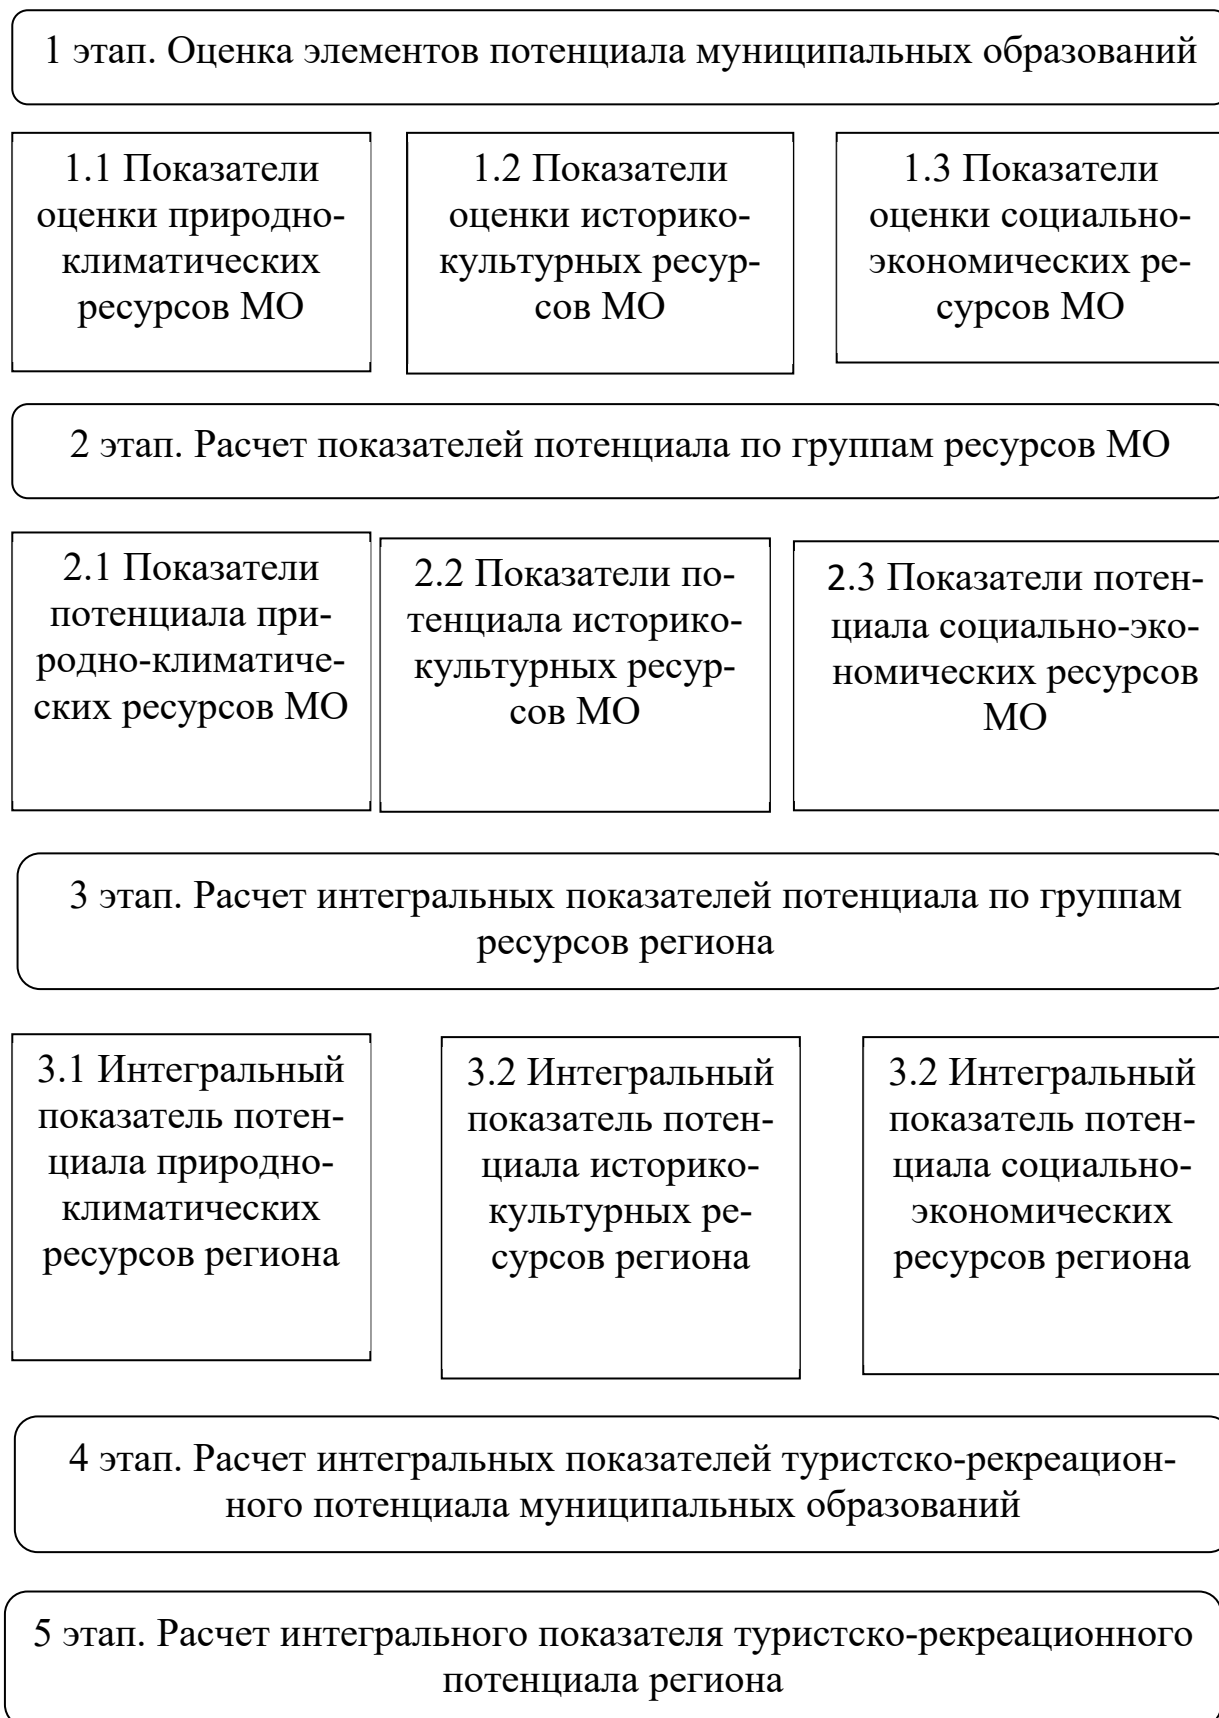 1 этап. Оценка элементов потенциала муниципальных образований
1.1 Показатели
оценки природно-
климатических
ресурсов МО
1.2 Показатели
оценки историко-
культурных ресур-
сов МО
1.3 Показатели
оценки социально-
экономических ре-
сурсов МО
2 этап. Расчет показателей потенциала по группам ресурсов МО
2.1 Показатели
потенциала при-
родно-климатиче-
ских ресурсов МО
2.2 Показатели по-
тенциала историко-
культурных ресур-
сов МО
2.3 Показатели потен-
циала социально-эко-
номических ресурсов
МО
3 этап. Расчет интегральных показателей потенциала по группам
ресурсов региона
3.1 Интегральный
показатель потен-
циала природно-
климатических
ресурсов региона
3.2 Интегральный
показатель потен-
циала историко-
культурных ре-
сурсов региона
3.2 Интегральный
показатель потен-
циала социально-
экономических
ресурсов региона
4 этап. Расчет интегральных показателей туристско-рекреацион-
ного потенциала муниципальных образований
5 этап. Расчет интегрального показателя туристско-рекреационного
потенциала региона